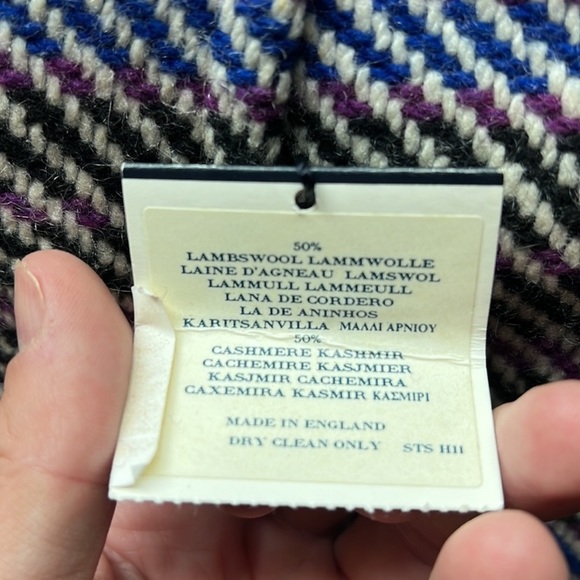 50%
LAMBSWOOL LAMMWOLLE
LAINE D'AGNEAU LAMSWOL
LAMMULL LAMMEULL
LANA DE CORDERO
LA DE ANINHOS
KARITSANVILLA ΜΑΛΛΙ ΑΡΝΙΟΥ
50%
CASHMERE KASHMIR
CACHEMIRE KASJMIER
KASJMIR CACHEMIRA
CAXEMIRA KASMIR ΚΑΣΜΙΡΙ
MADE IN ENGLAND
DRY CLEAN ONLY STS H11